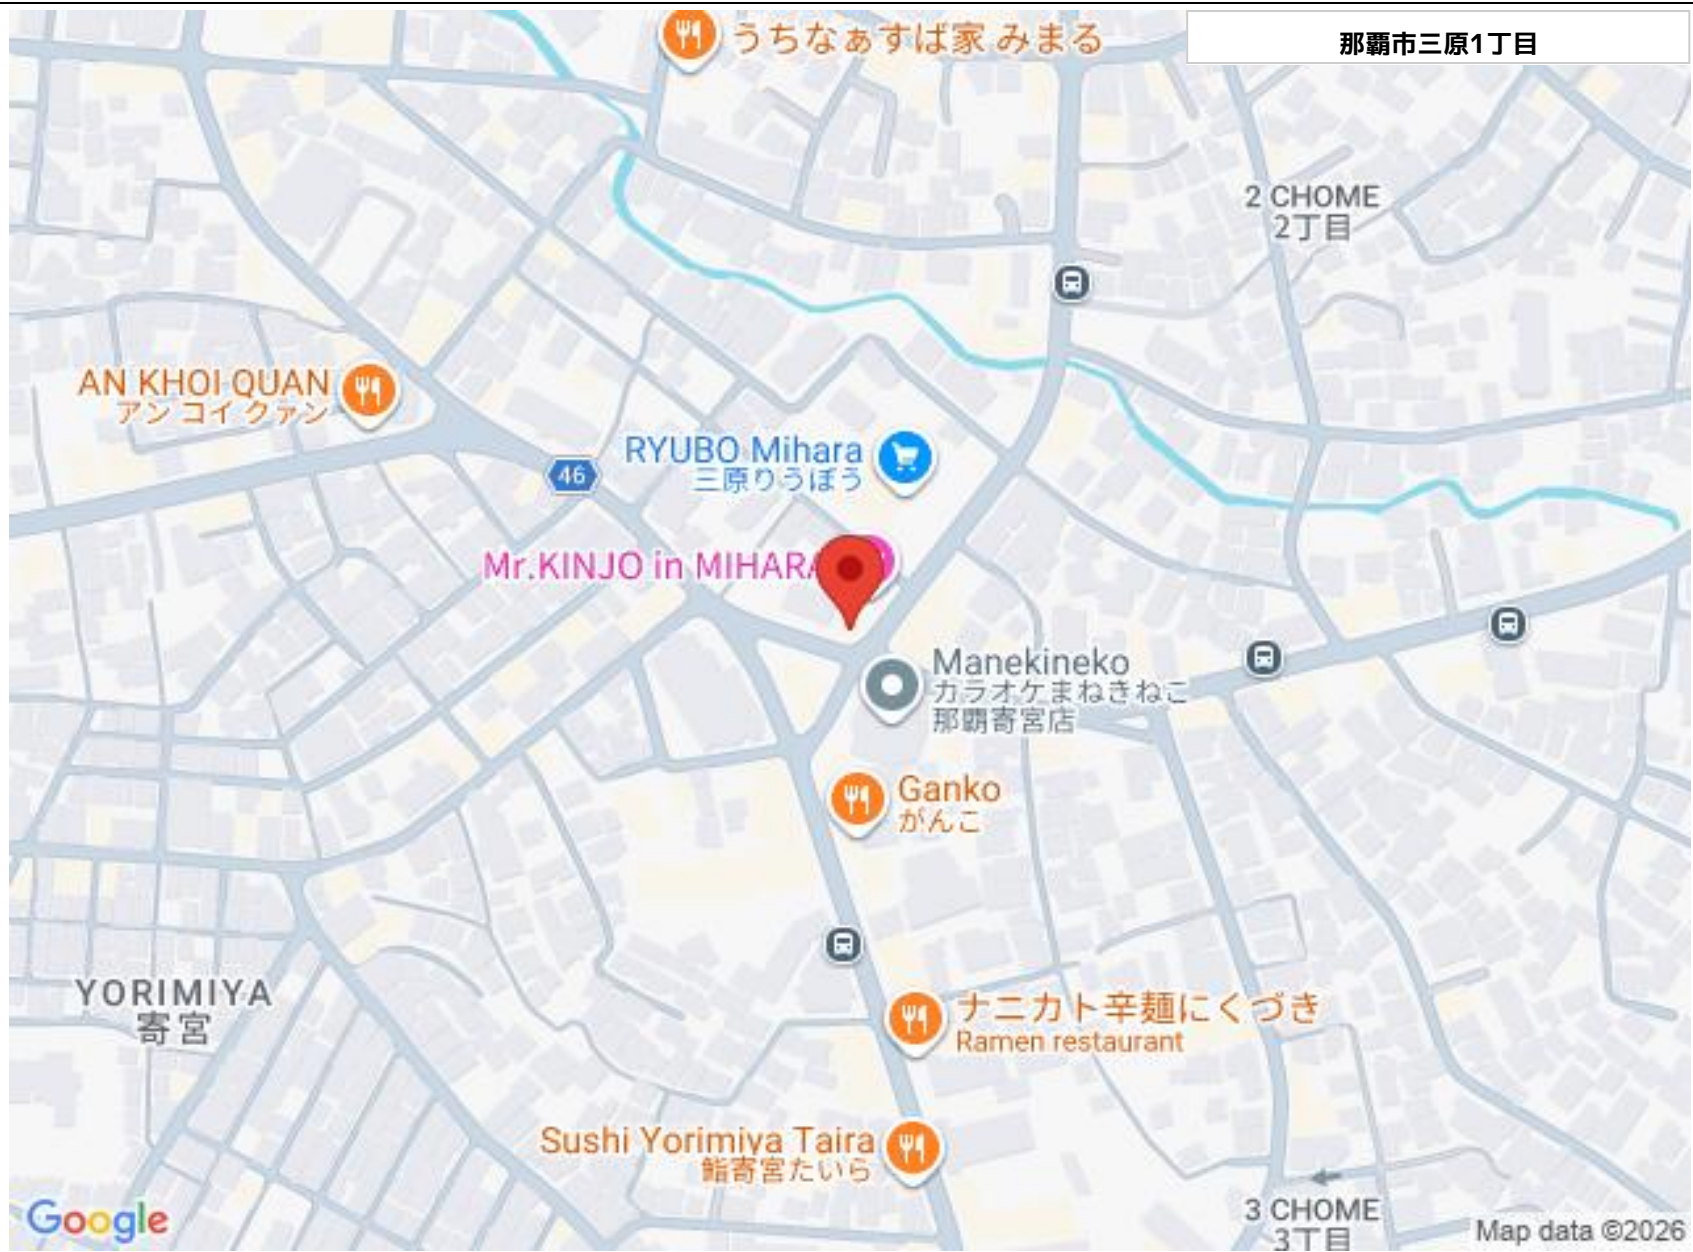 うちなぁすば家 みまる
那覇市三原1丁目
2 CHOME
2丁目
AN KHOI QUAN
アン コイ クァン
RYUBO Mihara
三原りうぼう
46
Mr.KINJO in MIHARA
Manekineko
カラオケまねきねこ
那覇寄宮店
Ganko
がんこ
YORIMIYA
寄宮
ナニカト辛麺にくづき
Ramen restaurant
Sushi Yorimiya Taira
鮨寄宮たいら
3 CHOME
3丁目
Google
Map data ©2026